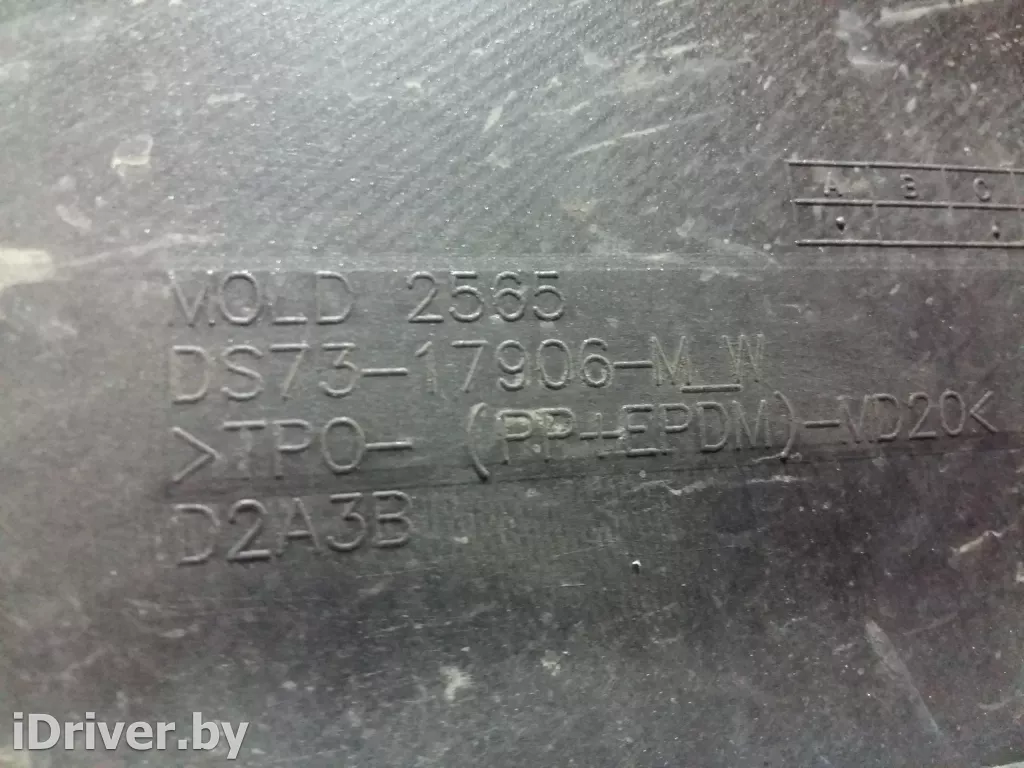 A B C
MOLD 2565
DS73-17906-M_W
>TPO- (PP+EPDM)-MD20<
D2A3B
iDriver.by